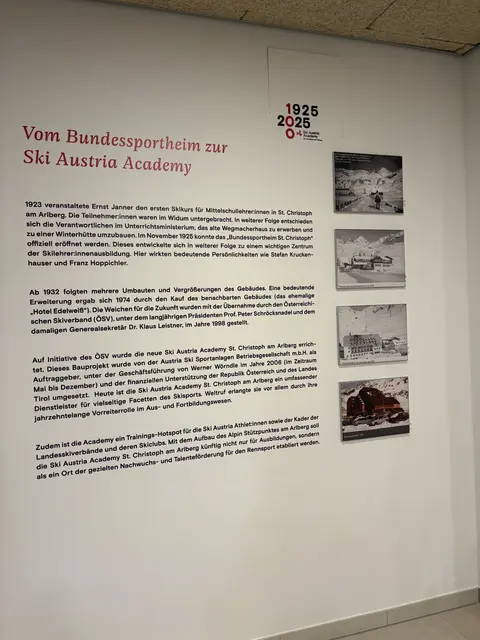 1925
2025
Ski Austria
Academy
Vom Bundessportheim zur
Ski Austria Academy
1923 veranstaltete Ernst Janner den ersten Skikurs für Mittelschullehrer:innen in St. Christoph
am Arlberg. Die Teilnehmer:innen waren im Widum untergebracht. In weiterer Folge entschieden
sich die Verantwortlichen im Unterrichtsministerium, das alte Wegmacherhaus zu erwerben und
zu einer Winterhütte umzubauen. Im November 1925 konnte das „Bundessportheim St. Christoph"
offiziell eröffnet werden. Dieses entwickelte sich in weiterer Folge zu einem wichtigen Zentrum
der Skilehrer:innenausbildung. Hier wirkten bedeutende Persönlichkeiten wie Stefan Krucken-
hauser und Franz Hoppichler.
Ab 1932 folgten mehrere Umbauten und Vergrößerungen des Gebäudes. Eine bedeutende
Erweiterung ergab sich 1974 durch den Kauf des benachbarten Gebäudes (das ehemalige
„Hotel Edelweiß"). Die Weichen für die Zukunft wurden mit der Übernahme durch den Österreichi-
schen Skiverband (ÖSV), unter dem langjährigen Präsidenten Prof. Peter Schröcksnadel und dem
damaligen Generealsekretär Dr. Klaus Leistner, im Jahre 1998 gestellt.
Auf Initiative des ÖSV wurde die neue Ski Austria Academy St. Christoph am Arlberg errich-
tet. Dieses Bauprojekt wurde von der Austria Ski Sportanlagen Betriebsgesellschaft m.b.H. als
Auftraggeber, unter der Geschäftsführung von Werner Wörndle im Jahre 2006 (im Zeitraum
Mai bis Dezember) und der finanziellen Unterstützung der Republik Österreich und des Landes
Tirol umgesetzt. Heute ist die Ski Austria Academy St. Christoph am Arlberg ein umfassender
Dienstleister für vielseitige Facetten des Skisports. Weltruf erlangte sie vor allem durch ihre
jahrzehntelange Vorreiterrolle im Aus- und Fortbildungswesen.
Zudem ist die Academy ein Trainings-Hotspot für die Ski Austria Athlet:innen sowie der Kader der
Landesskiverbände und deren Skiclubs. Mit dem Aufbau des Alpin Stützpunktes am Arlberg soll
die Ski Austria Academy St. Christoph am Arlberg künftig nicht nur für Ausbildungen, sondern
als ein Ort der gezielten Nachwuchs- und Talenteförderung für den Rennsport etabliert werden.